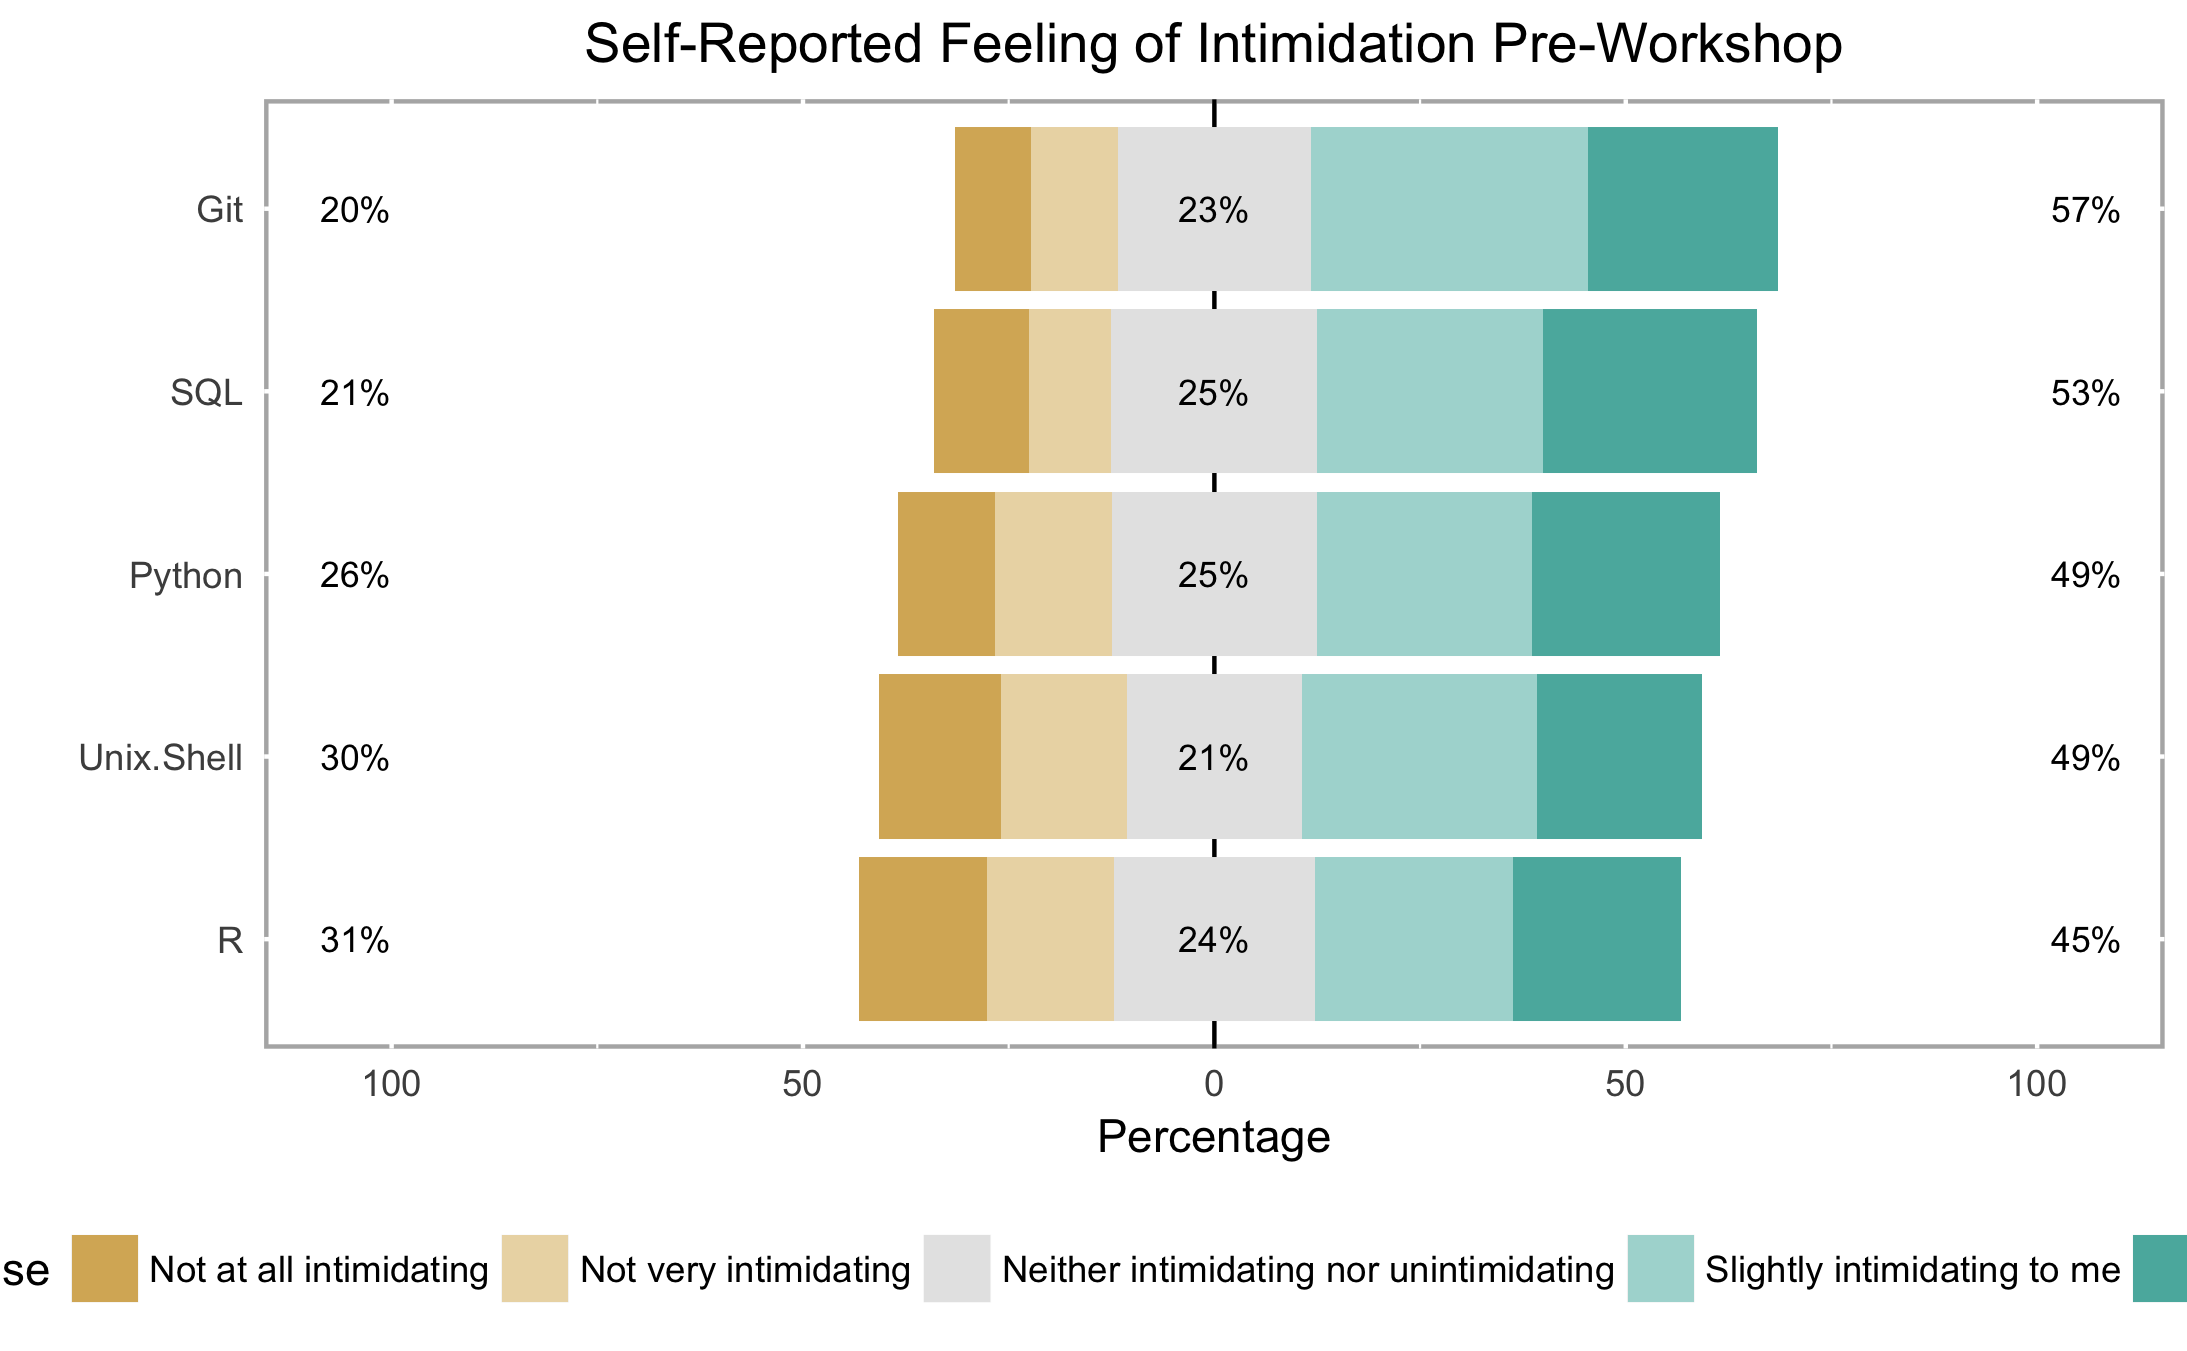 Self-Reported Feeling of Intimidation Pre-Workshop
Git 20% 23% 57%
SQL 21% 25% 53%
Python 26% 25% 49%
Unix.Shell 30% 21% 49%
R 31% 24% 45%
100 50 0 50 100
Percentage
se Not at all intimidating Not very intimidating Neither intimidating nor unintimidating Slightly intimidating to me